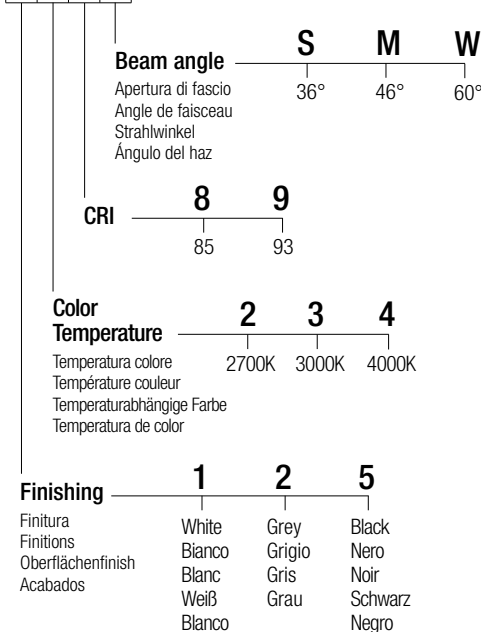 S M W
Beam angle
Apertura di fascio
Angle de faisceau
Strahlwinkel
Ángulo del haz
36° 46° 60°
8 9
CRI
85 93
Color
Temperature
2 3 4
Temperatura colore
Température couleur
Temperaturabhängige Farbe
Temperatura de color
2700K 3000K 4000K
1 2 5
Finishing
Finitura
Finitions
Oberflächenfinish
Acabados
White Grey Black
Bianco Grigio Nero
Blanc Gris Noir
Weiß Grau Schwarz
Blanco Negro